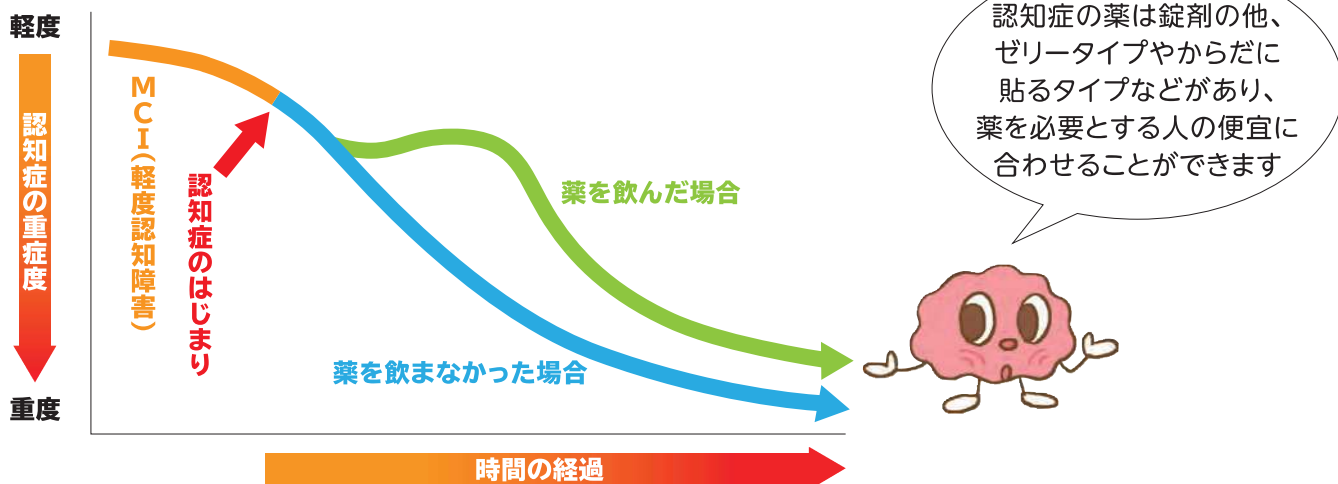 軽度
認知症の重症度
重度
MCI(軽度認知障害)
認知症のはじまり
薬を飲んだ場合
薬を飲まなかった場合
時間の経過
認知症の薬は錠剤の他、
ゼリータイプやからだに
貼るタイプなどがあり、
薬を必要とする人の便宜に
合わせることができます